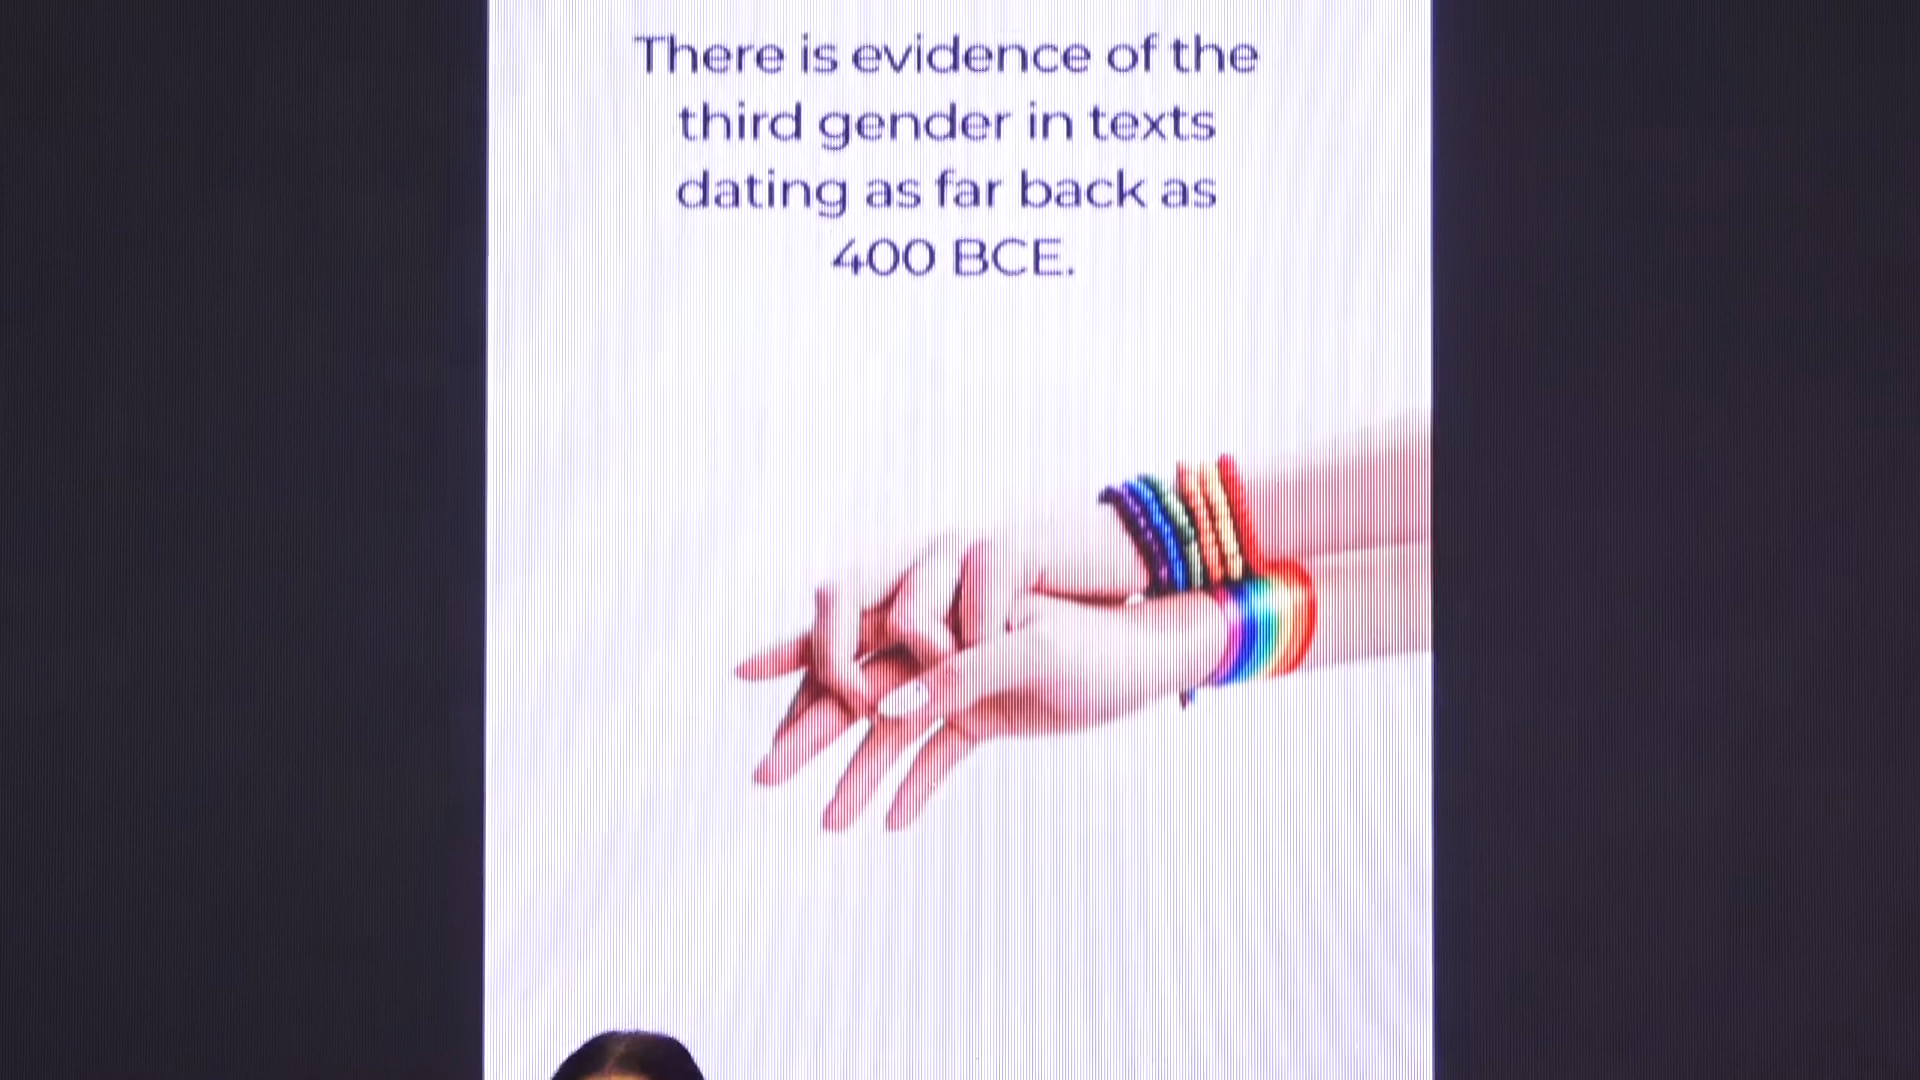 There is evidence of the
third gender in texts
dating as far back as
400 BCE.